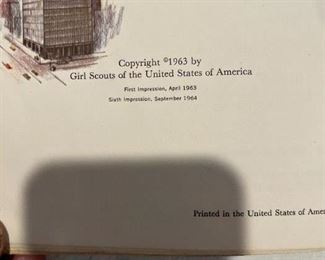 Copyright ©1963 by
Girl Scouts of the United States of America
First Impression, April 1963
Sixth Impression, September 1964
Printed in the United States of Amer